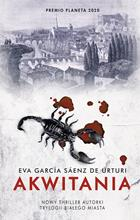 PREMIO PLANETA 2020
EVA GARCÍA SÁENZ DE URTURI
AKWITANIA
NOWY THRILLER AUTORKI
TRYLOGII BIAŁEGO MIASTA